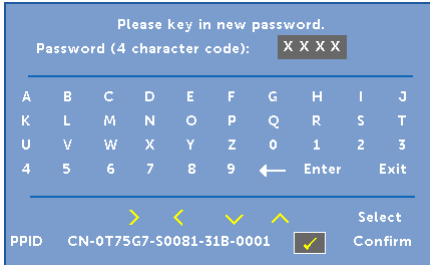 Please key in new password.
Password (4 character code): X X X X
A B C D E F G H I J
K L M N O P Q R S T
U V W X Y Z 0 1 2 3
4 5 6 7 8 9 ← Enter Exit
Select
PPID CN-0T75G7-S0081-31B-0001 ✓ Confirm